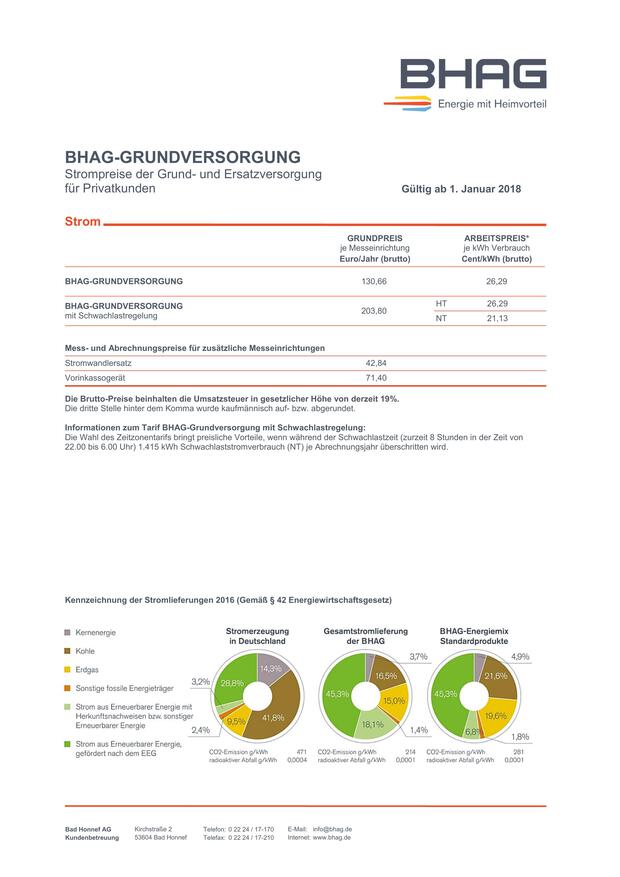 BHAG
Energie mit Heimvorteil
BHAG-GRUNDVERSORGUNG
Strompreise der Grund- und Ersatzversorgung
für Privatkunden
Gültig ab 1. Januar 2018
Strom
GRUNDPREIS ARBEITSPREIS*
je Messeinrichtung je kWh Verbrauch
Euro/Jahr (brutto) Cent/kWh (brutto)
BHAG-GRUNDVERSORGUNG 130,66 26,29
BHAG-GRUNDVERSORGUNG
mit Schwachlastregelung
203,80
HT 26,29
NT 21,13
Mess- und Abrechnungspreise für zusätzliche Messeinrichtungen
Stromwandlersatz 42,84
Vorinkassogerät 71,40
Die Brutto-Preise beinhalten die Umsatzsteuer in gesetzlicher Höhe von derzeit 19%.
Die dritte Stelle hinter dem Komma wurde kaufmännisch auf- bzw. abgerundet.
Informationen zum Tarif BHAG-Grundversorgung mit Schwachlastregelung:
Die Wahl des Zeitzonentarifs bringt preisliche Vorteile, wenn während der Schwachlastzeit (zurzeit 8 Stunden in der Zeit von
22.00 bis 6.00 Uhr) 1.415 kWh Schwachlaststromverbrauch (NT) je Abrechnungsjahr überschritten wird.
Kennzeichnung der Stromlieferungen 2016 (Gemäß § 42 Energiewirtschaftsgesetz)
Kernenergie
Kohle
Erdgas
Sonstige fossile Energieträger
Strom aus Erneuerbarer Energie mit
Herkunftsnachweisen bzw. sonstiger
Erneuerbarer Energie
Strom aus Erneuerbarer Energie,
gefördert nach dem EEG
Stromerzeugung
in Deutschland
14,3%
41,8%
9,5%
2,4%
3,2%
28,8%
CO2-Emission g/kWh 471
radioaktiver Abfall g/kWh 0,0004
Gesamtstromlieferung
der BHAG
3,7%
16,5%
15,0%
1,4%
18,1%
45,3%
CO2-Emission g/kWh 214
radioaktiver Abfall g/kWh 0,0001
BHAG-Energiemix
Standardprodukte
4,9%
21,6%
19,6%
1,8%
6,8%
45,3%
CO2-Emission g/kWh 281
radioaktiver Abfall g/kWh 0,0001
Bad Honnef AG Kirchstraße 2 Telefon: 0 22 24 / 17-170 E-Mail: info@bhag.de
Kundenbetreuung 53604 Bad Honnef Telefax: 0 22 24 / 17-210 Internet: www.bhag.de